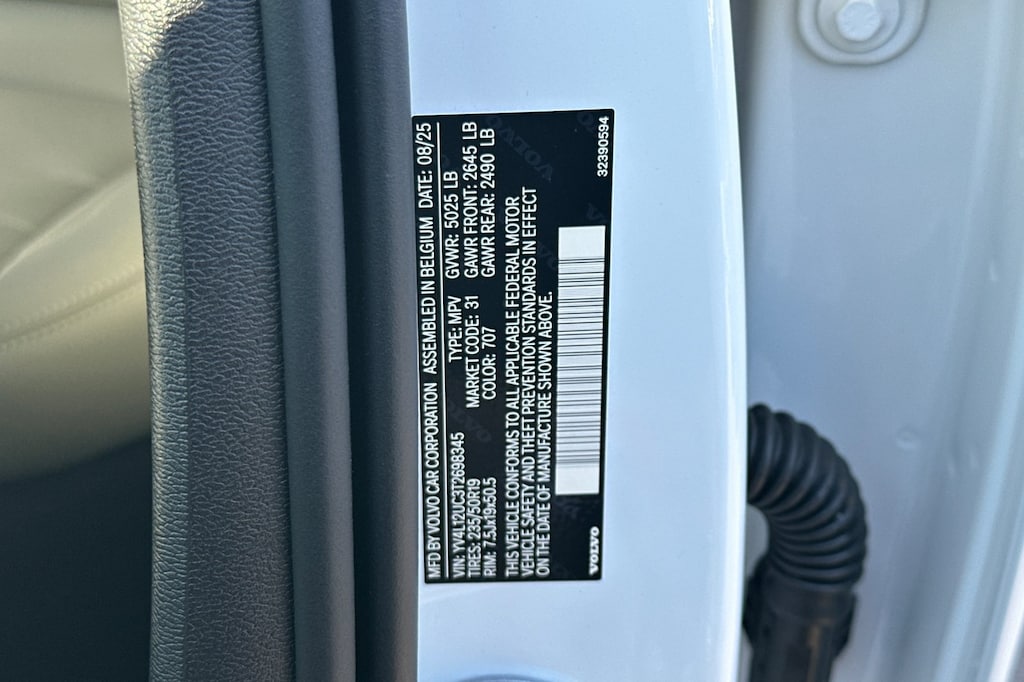 MFD BY VOLVO CAR CORPORATION ASSEMBLED IN BELGIUM DATE: 08/25
VIN: YV4L12UC3T2698345 TYPE: MPV GVWR: 5025 LB
TIRES: 235/50R19 MARKET CODE: 31 GAWR FRONT: 2645 LB
RIM: 7.5Jx19x50.5 COLOR: 707 GAWR REAR: 2490 LB
THIS VEHICLE CONFORMS TO ALL APPLICABLE FEDERAL MOTOR
VEHICLE SAFETY AND THEFT PREVENTION STANDARDS IN EFFECT
ON THE DATE OF MANUFACTURE SHOWN ABOVE.
VOLVO 32390594